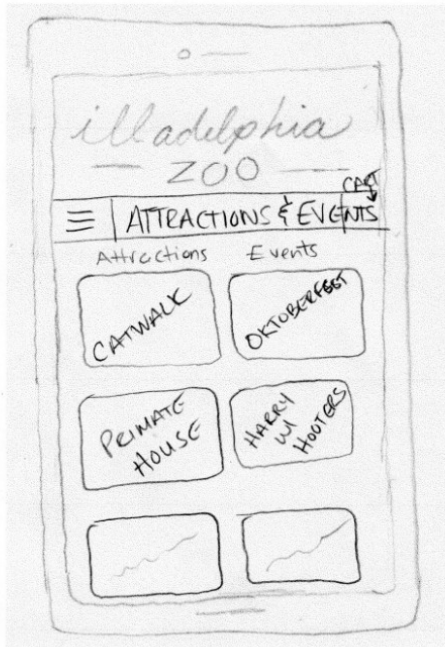 illadelphia
ZOO
CART
ATTRACTIONS & EVENTS
Attractions Events
CATWALK
OKTOBERFEST
PRIMATE
HOUSE
HARRY
W/
HOOTERS